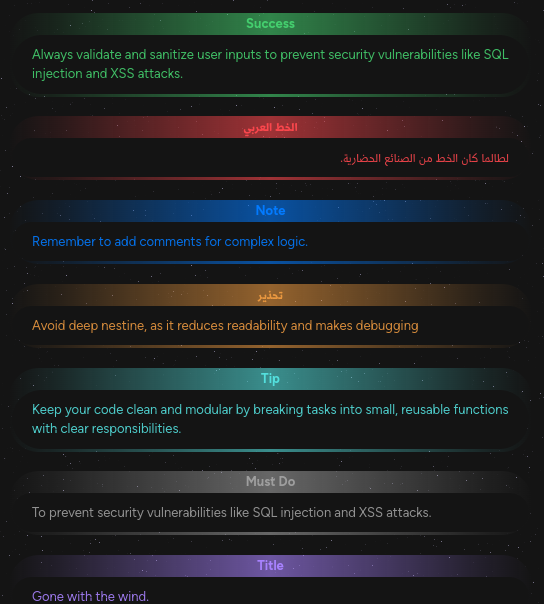 Success
Always validate and sanitize user inputs to prevent security vulnerabilities like SQL
injection and XSS attacks.
الخط العربي
لطالما كان الخط من الصنائع الحضارية.
Note
Remember to add comments for complex logic.
تحذير
Avoid deep nestine, as it reduces readability and makes debugging
Tip
Keep your code clean and modular by breaking tasks into small, reusable functions
with clear responsibilities.
Must Do
To prevent security vulnerabilities like SQL injection and XSS attacks.
Title
Gone with the wind.